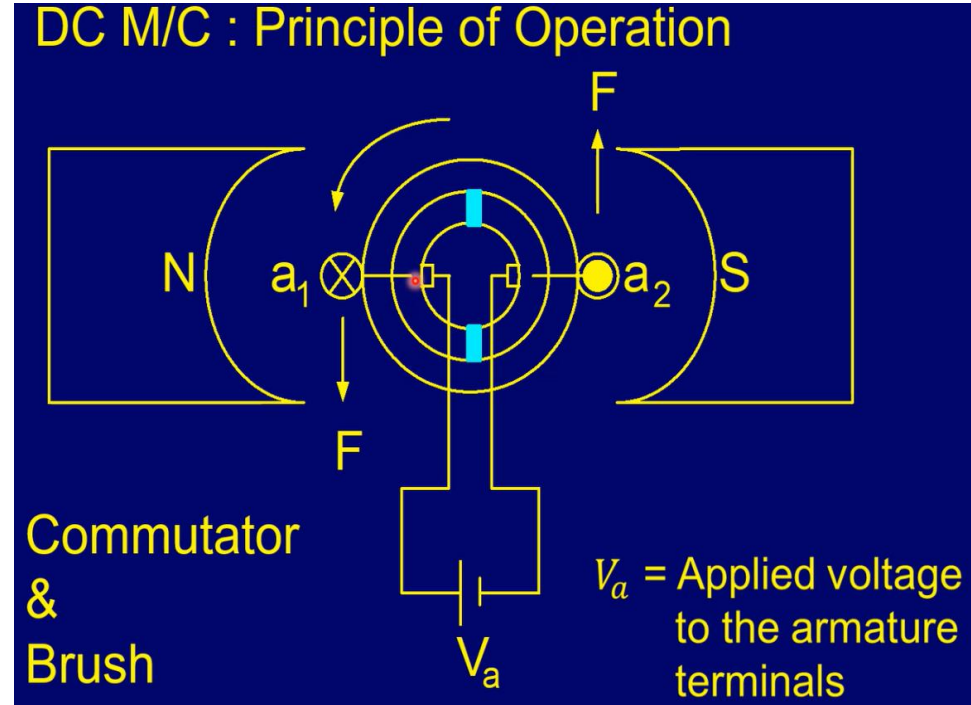 DC M/C : Principle of Operation
F
N
a₁
a₂
S
F
Commutator
&
Brush
Vₐ
Vₐ = Applied voltage
to the armature
terminals